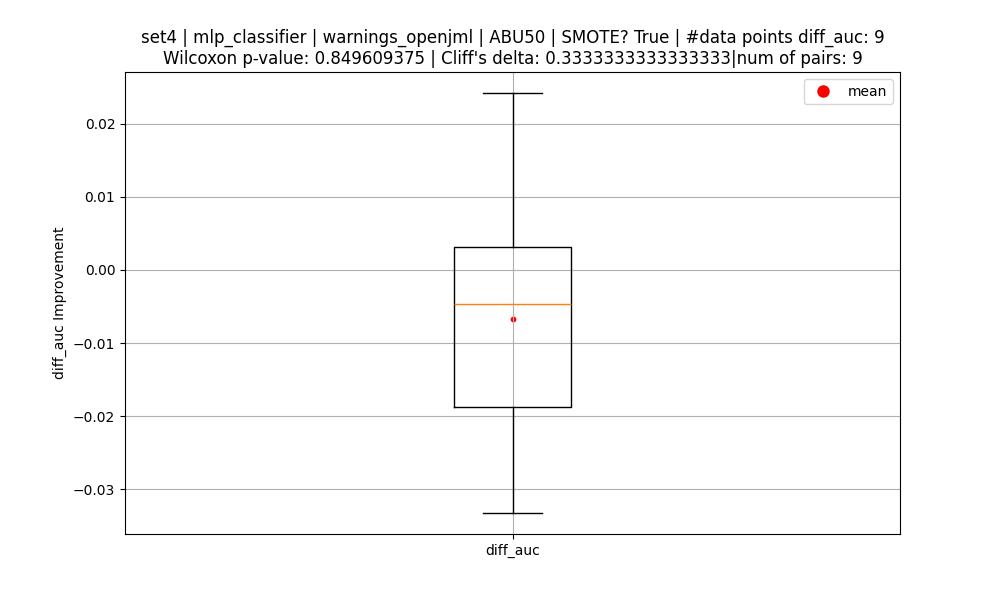 set4 | mlp_classifier | warnings_openjml | ABU50 | SMOTE? True | #data points diff_auc: 9
Wilcoxon p-value: 0.849609375 | Cliff's delta: 0.3333333333333333|num of pairs: 9
mean
0.02
0.01
0.00
−0.01
−0.02
−0.03
diff_auc Improvement
diff_auc